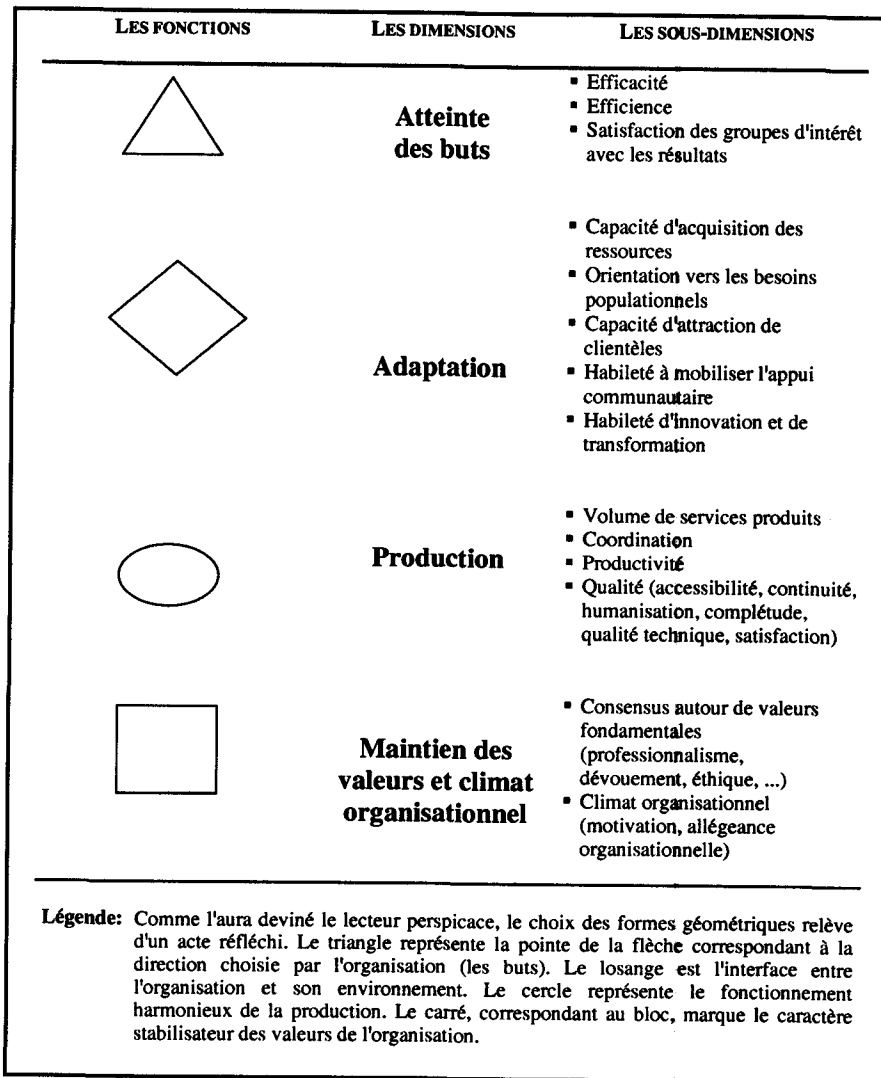 LES FONCTIONS LES DIMENSIONS LES SOUS-DIMENSIONS
Atteinte
des buts
▪ Efficacité
▪ Efficience
▪ Satisfaction des groupes d'intérêt
avec les résultats
Adaptation
▪ Capacité d'acquisition des
ressources
▪ Orientation vers les besoins
populationnels
▪ Capacité d'attraction de
clientèles
▪ Habileté à mobiliser l'appui
communautaire
▪ Habileté d'innovation et de
transformation
Production
▪ Volume de services produits
▪ Coordination
▪ Productivité
▪ Qualité (accessibilité, continuité,
humanisation, complétude,
qualité technique, satisfaction)
Maintien des
valeurs et climat
organisationnel
▪ Consensus autour de valeurs
fondamentales
(professionnalisme,
dévouement, éthique, ...)
▪ Climat organisationnel
(motivation, allégeance
organisationnelle)
Légende: Comme l'aura deviné le lecteur perspicace, le choix des formes géométriques relève
d'un acte réfléchi. Le triangle représente la pointe de la flèche correspondant à la
direction choisie par l'organisation (les buts). Le losange est l'interface entre
l'organisation et son environnement. Le cercle représente le fonctionnement
harmonieux de la production. Le carré, correspondant au bloc, marque le caractère
stabilisateur des valeurs de l'organisation.